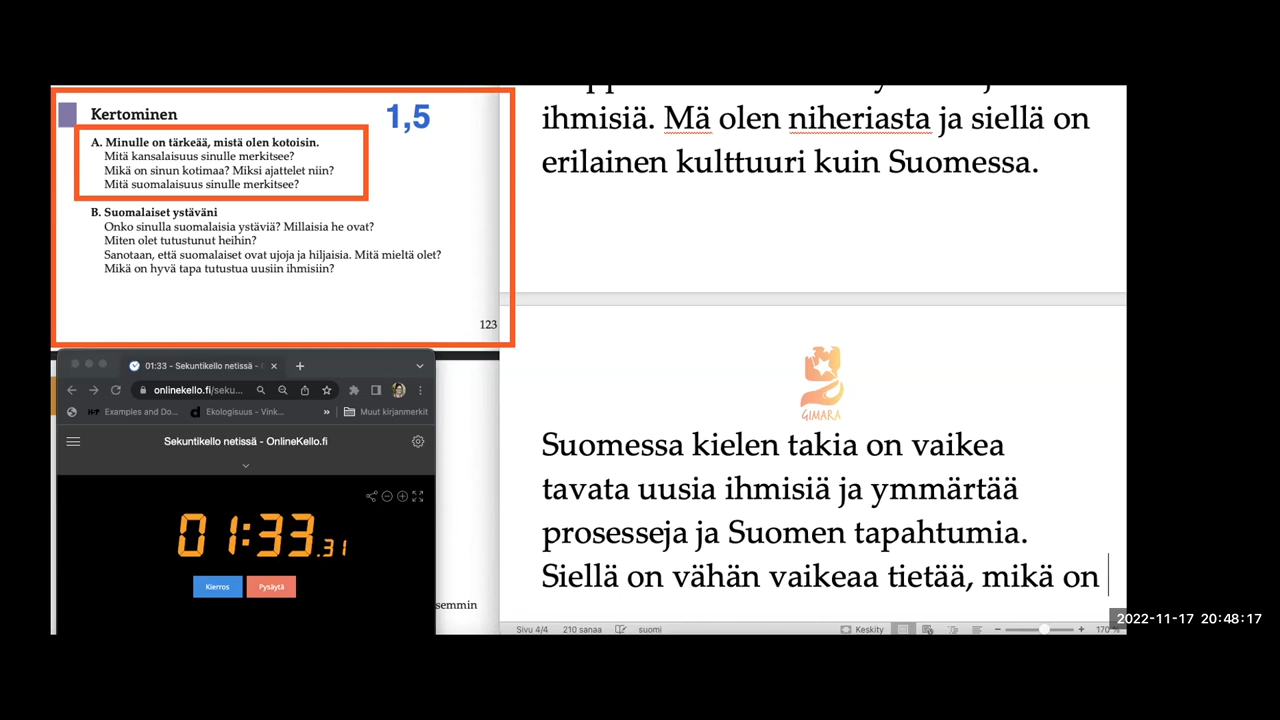 Kertominen
1,5
A. Minulle on tärkeää, mistä olen kotoisin.
Mitä kansalaisuus sinulle merkitsee?
Mikä on sinun kotimaa? Miksi ajattelet niin?
Mitä suomalaisuus sinulle merkitsee?
B. Suomalaiset ystäväni
Onko sinulla suomalaisia ystäviä? Millaisia he ovat?
Miten olet tutustunut heihin?
Sanotaan, että suomalaiset ovat ujoja ja hiljaisia. Mitä mieltä olet?
Mikä on hyvä tapa tutustua uusiin ihmisiin?
123
ihmisiä. Mä olen niheriasta ja siellä on
erilainen kulttuuri kuin Suomessa.
GIMARA
Suomessa kielen takia on vaikea
tavata uusia ihmisiä ja ymmärtää
prosesseja ja Suomen tapahtumia.
Siellä on vähän vaikeaa tietää, mikä on
01:33 - Sekuntikello netissä -
onlinekello.fi/seku...
Examples and Do...
Ekologisuus - Vink...
»
Muut kirjanmerkit
Sekuntikello netissä - OnlineKello.fi
01:33.31
Kierros
Pysäytä
semmin
Sivu 4/4
210 sanaa
suomi
Keskity
170 %
2022-11-17 20:48:17